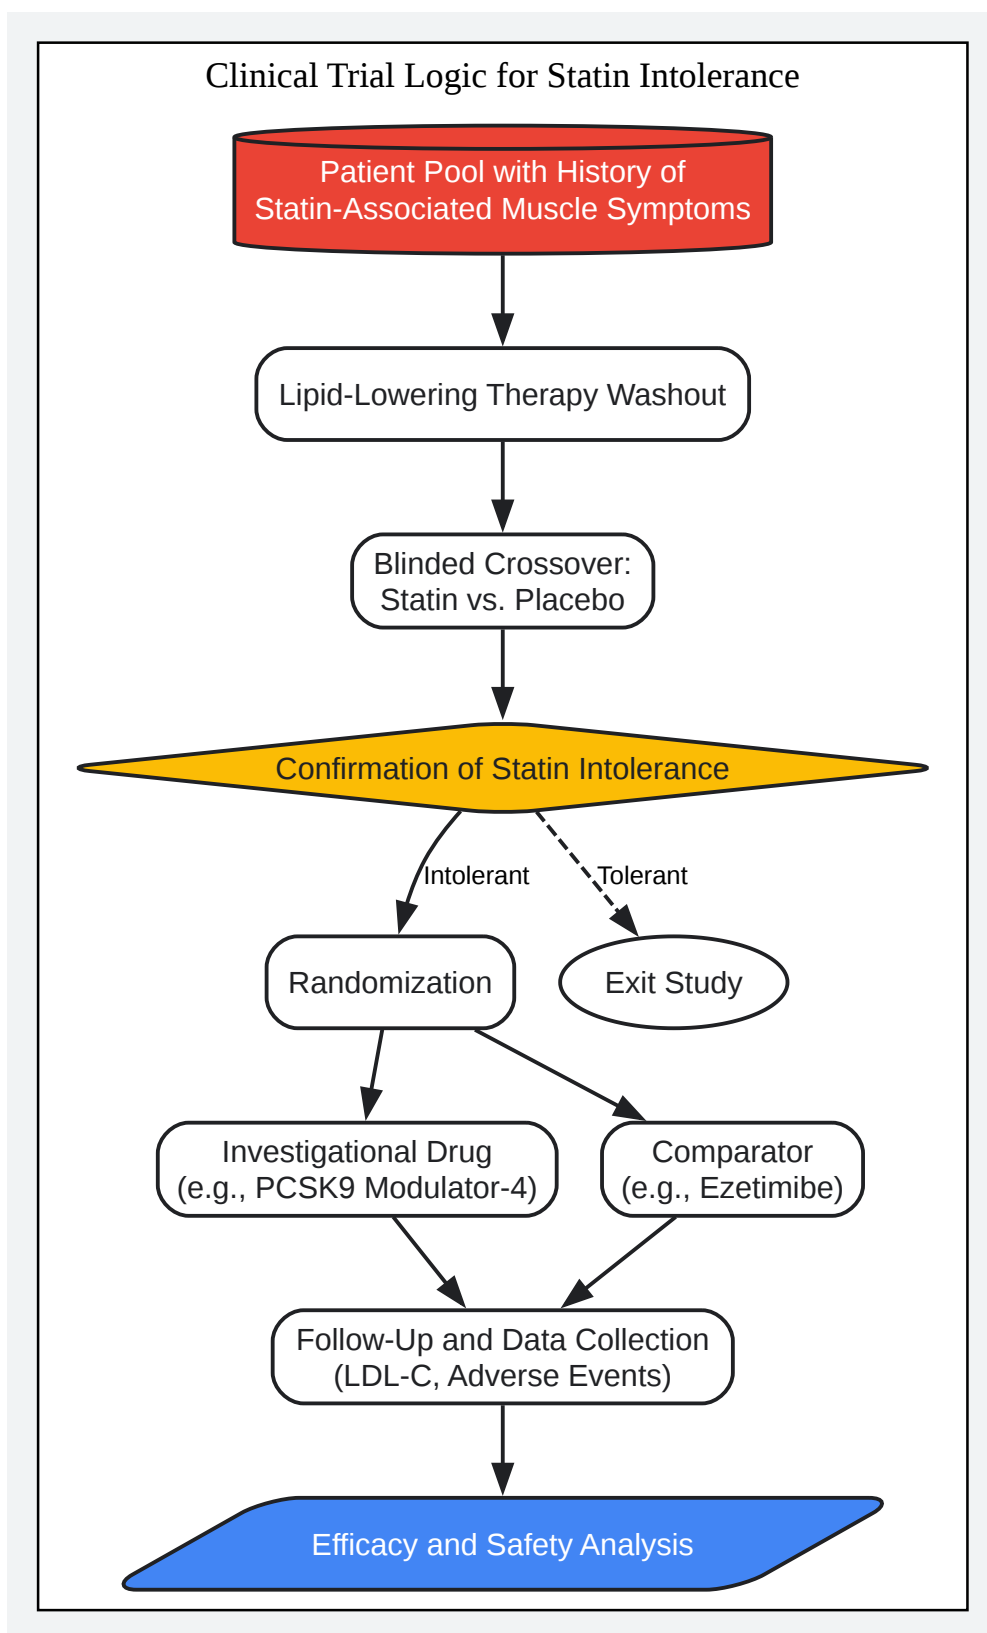 Clinical Trial Logic for Statin Intolerance
Patient Pool with History of
Statin-Associated Muscle Symptoms
Lipid-Lowering Therapy Washout
Blinded Crossover:
Statin vs. Placebo
Confirmation of Statin Intolerance
Intolerant
Tolerant
Randomization
Exit Study
Investigational Drug
(e.g., PCSK9 Modulator-4)
Comparator
(e.g., Ezetimibe)
Follow-Up and Data Collection
(LDL-C, Adverse Events)
Efficacy and Safety Analysis